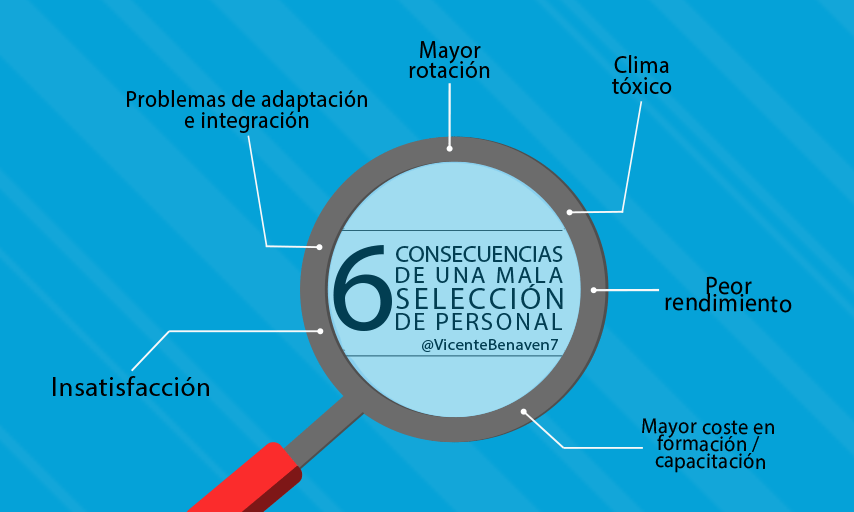 Mayor
rotación
Clima
tóxico
Problemas de adaptación
e integración
6
CONSECUENCIAS
DE UNA MALA
SELECCIÓN
DE PERSONAL
@VicenteBenaven7
Peor
rendimiento
Insatisfacción
Mayor coste en
formación /
capacitación